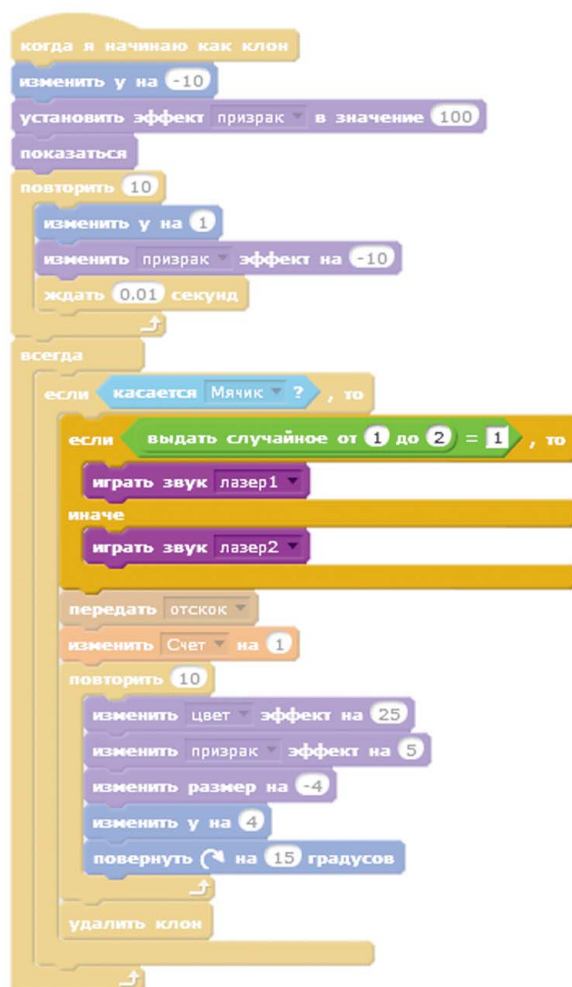 когда я начинаю как клон
изменить y на -10
установить эффект призрак в значение 100
показаться
повторить 10
изменить y на 1
изменить призрак эффект на -10
ждать 0.01 секунд
всегда
если касается Мячик ? , то
если выдать случайное от 1 до 2 = 1 , то
играть звук лазер1
иначе
играть звук лазер2
передать отскок
изменить Счет на 1
повторить 10
изменить цвет эффект на 25
изменить призрак эффект на 5
изменить размер на -4
изменить y на 4
повернуть на 15 градусов
удалить клон